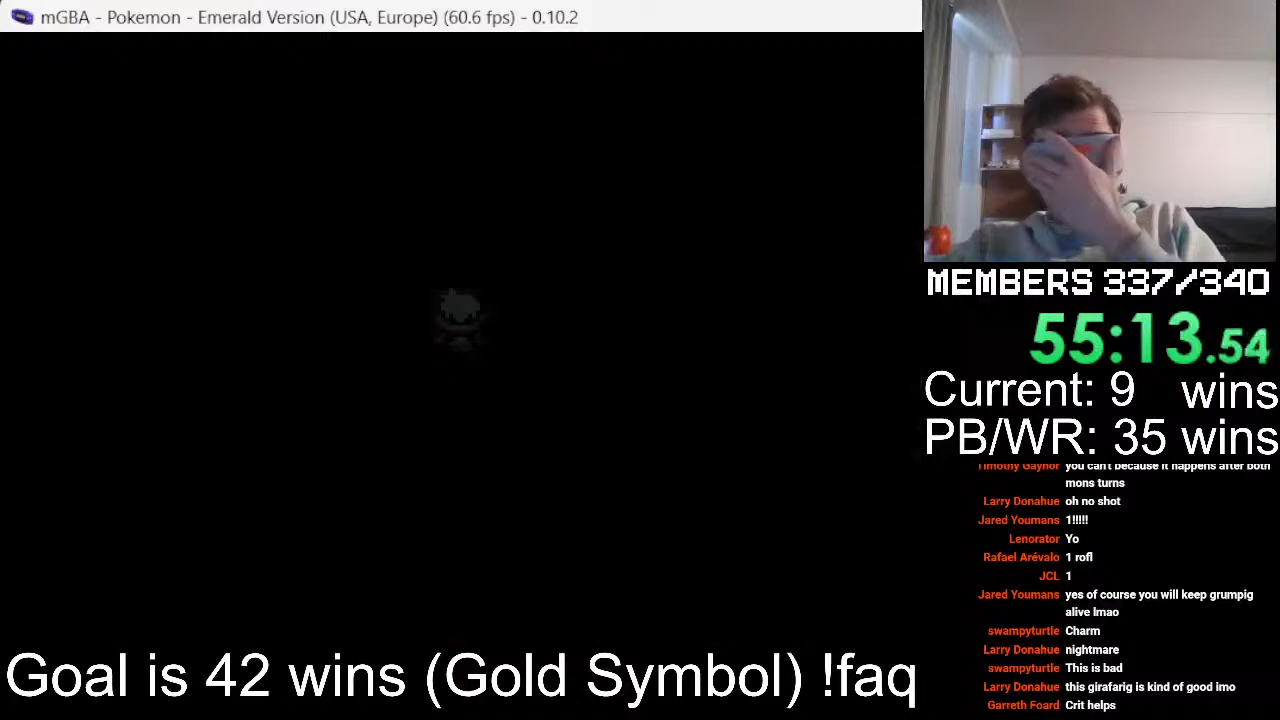 mGBA - Pokemon - Emerald Version (USA, Europe) (60.6 fps) - 0.10.2
MEMBERS 337/340
55:13.54
Current: 9 wins
PB/WR: 35 wins
Timothy Gaynor you can't because it happens after both
mons turns
Larry Donahue oh no shot
Jared Youmans 1!!!!!
Lenorator Yo
Rafael Arévalo 1 rofl
JCL 1
Jared Youmans yes of course you will keep grumpig
alive lmao
swampyturtle Charm
Larry Donahue nightmare
swampyturtle This is bad
Larry Donahue this girafarig is kind of good imo
Garreth Foard Crit helps
Goal is 42 wins (Gold Symbol) !faq